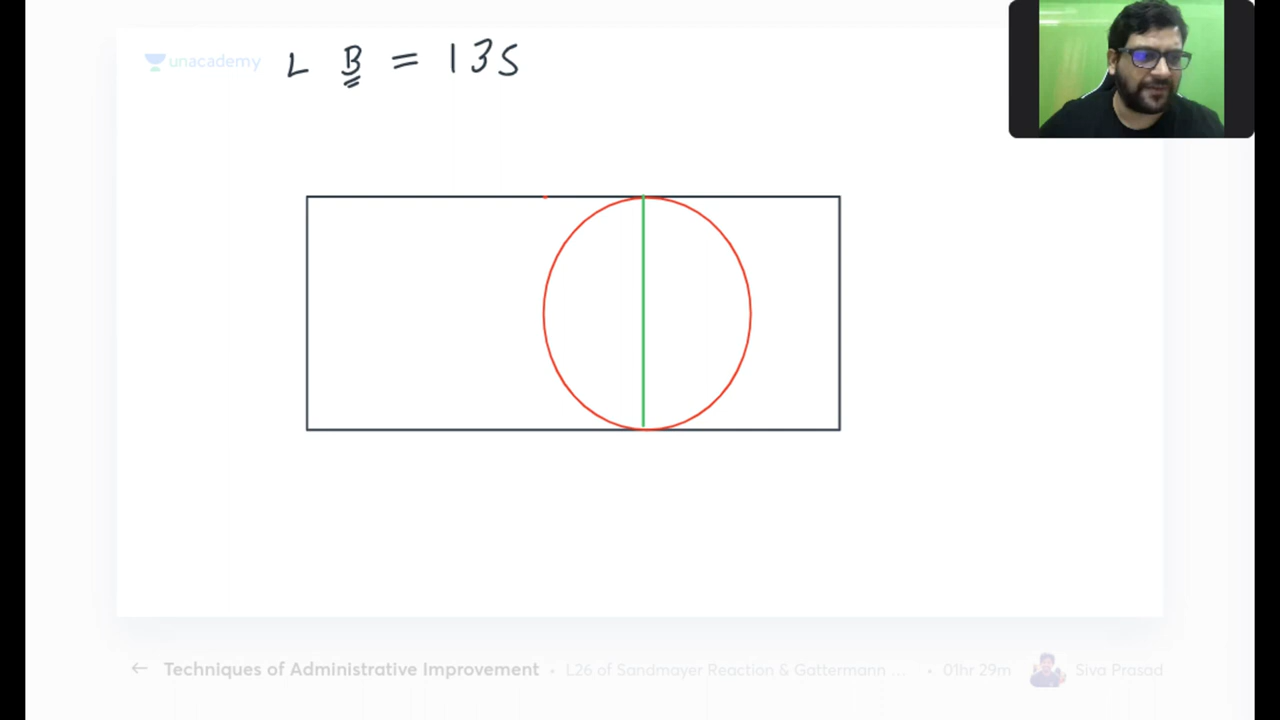 unacademy L B = 135
Techniques of Administrative Improvement • L26 of Sandmayer Reaction & Gattermann ... • 01hr 29m Siva Prasad